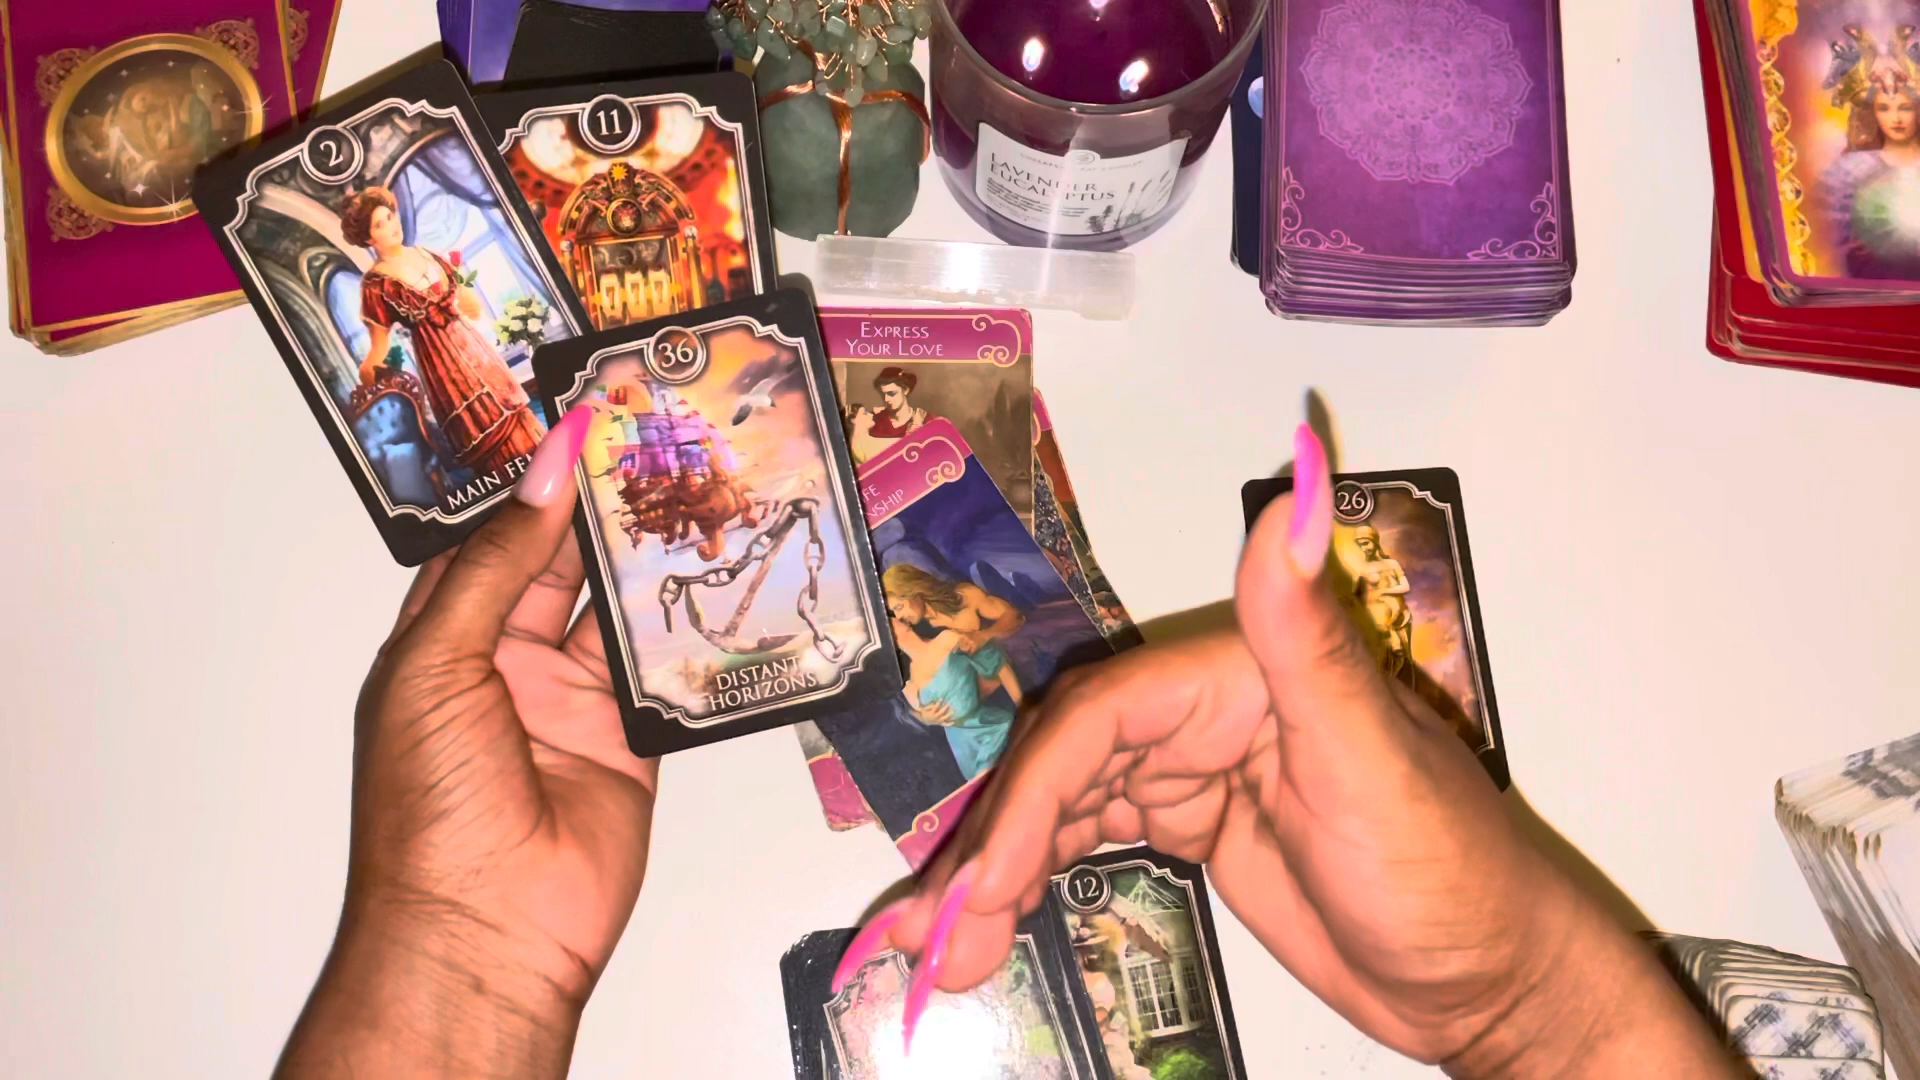 2
11
36
EXPRESS
YOUR LOVE
MAIN FE
DISTANT
HORIZONS
LAVENDER
EUCALYPTUS
26
12